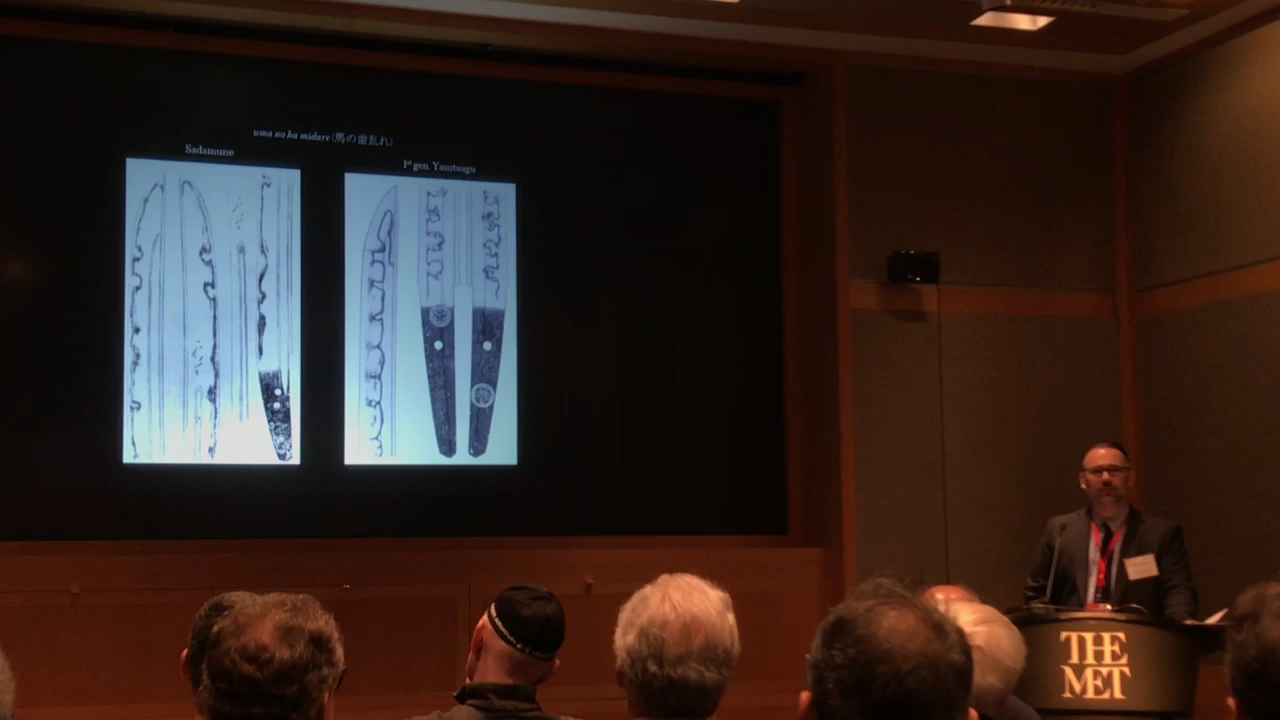 uma no ha midare (馬の歯乱れ)
Sadamune
1st gen. Yasutsugu
THE
MET